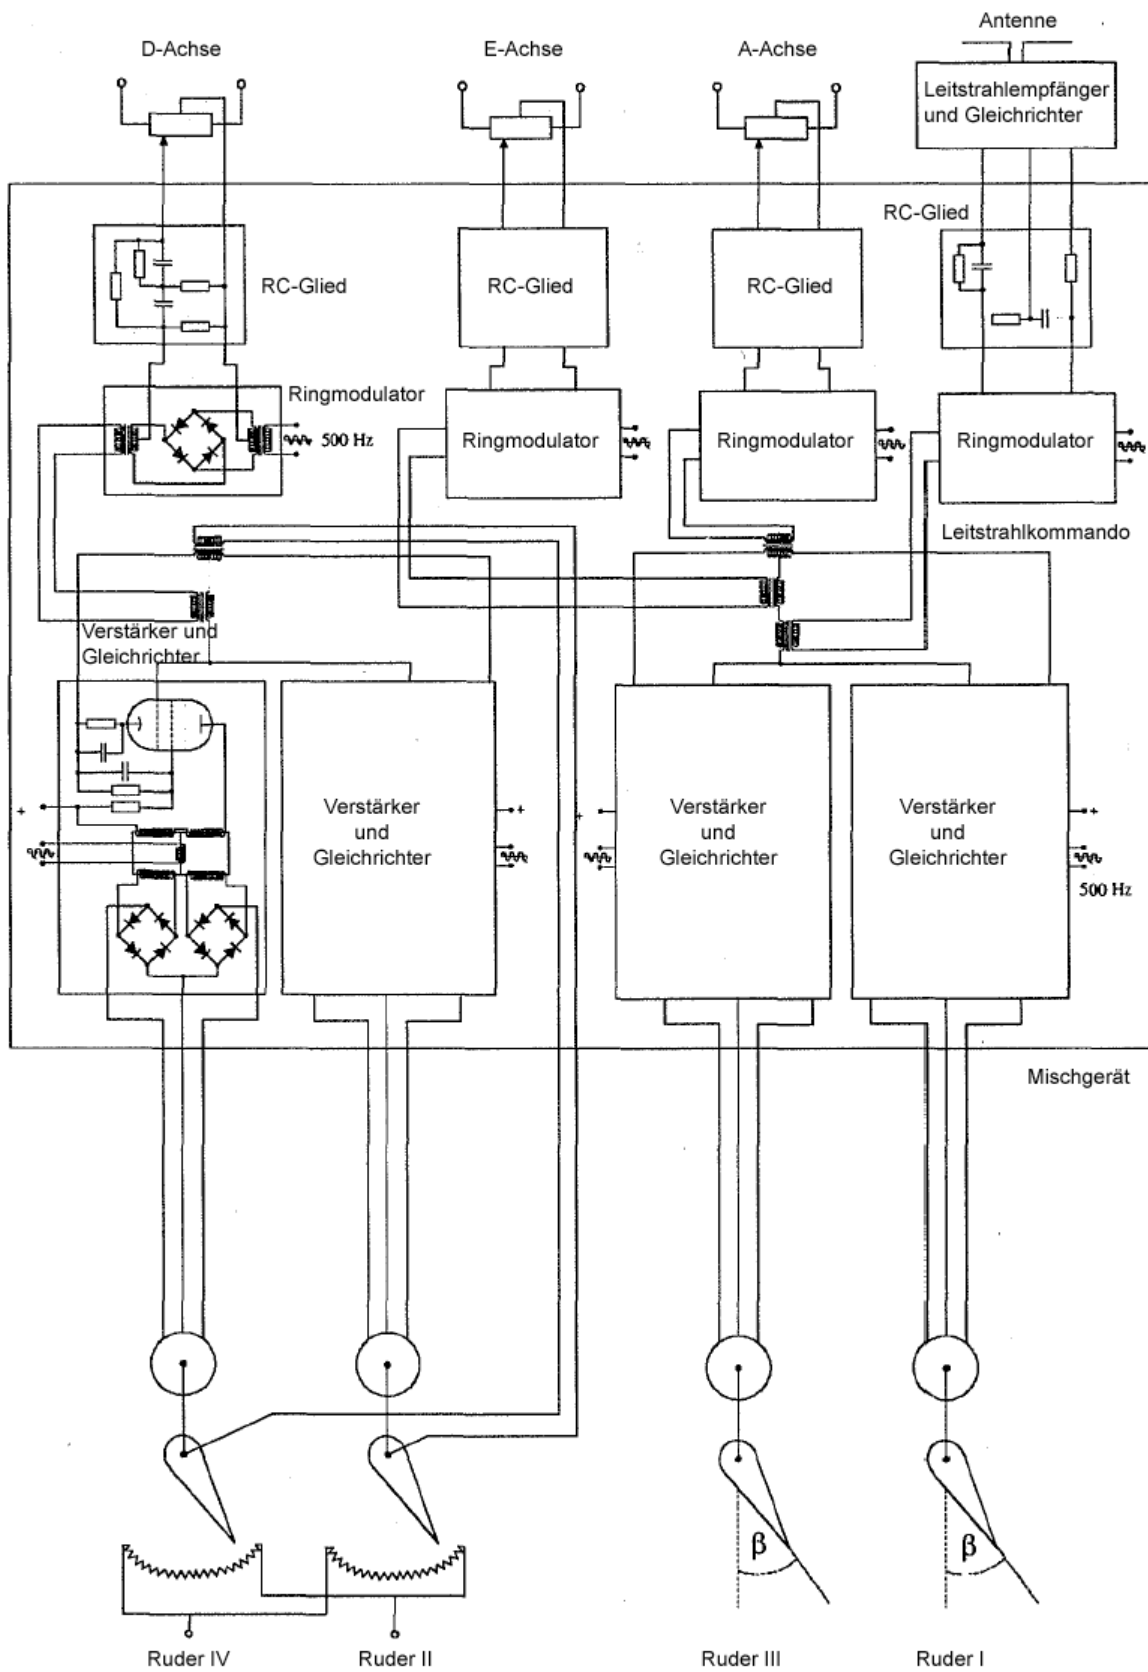 Antenne
D-Achse
E-Achse
A-Achse
Leitstrahlempfänger
und Gleichrichter
RC-Glied
RC-Glied
RC-Glied
RC-Glied
Ringmodulator
500 Hz
Ringmodulator
Ringmodulator
Ringmodulator
Leitstrahlkommando
Verstärker und
Gleichrichter
+
Verstärker
und
Gleichrichter
+
+
Verstärker
und
Gleichrichter
Verstärker
und
Gleichrichter
+
500 Hz
Mischgerät
β
β
Ruder IV
Ruder II
Ruder III
Ruder I